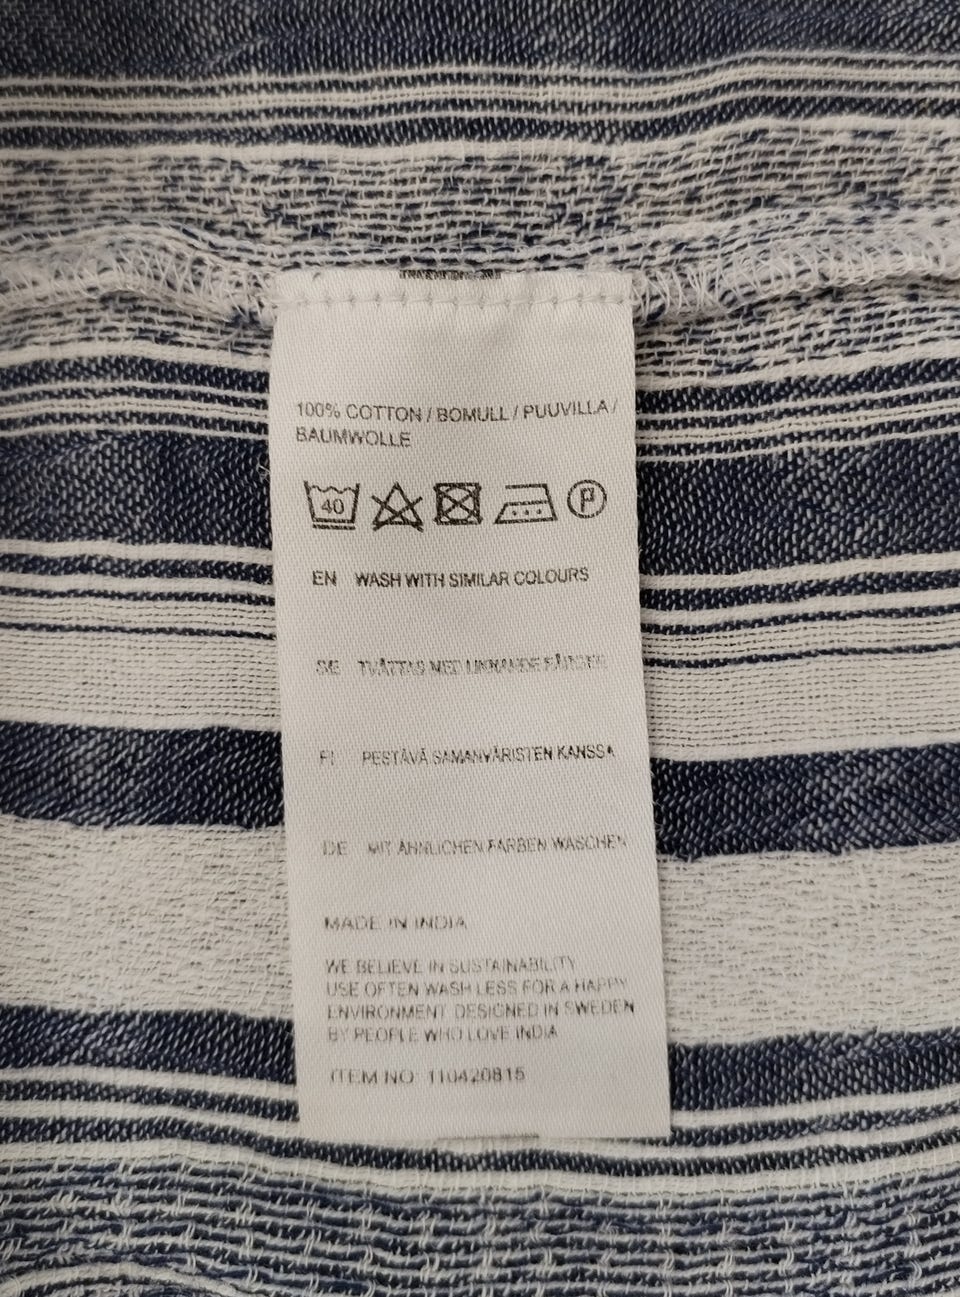 100% COTTON / BOMULL / PUUVILLA /
BAUMWOLLE
40
P
EN WASH WITH SIMILAR COLOURS
SE TVÄTTAS MED LIKNANDE FÄRGER
FI PESTÄVÄ SAMANVÄRISTEN KANSSA
DE MIT ÄHNLICHEN FARBEN WASCHEN
MADE IN INDIA
WE BELIEVE IN SUSTAINABILITY
USE OFTEN WASH LESS FOR A HAPPY
ENVIRONMENT DESIGNED IN SWEDEN
BY PEOPLE WHO LOVE INDIA
ITEM NO: 110420815